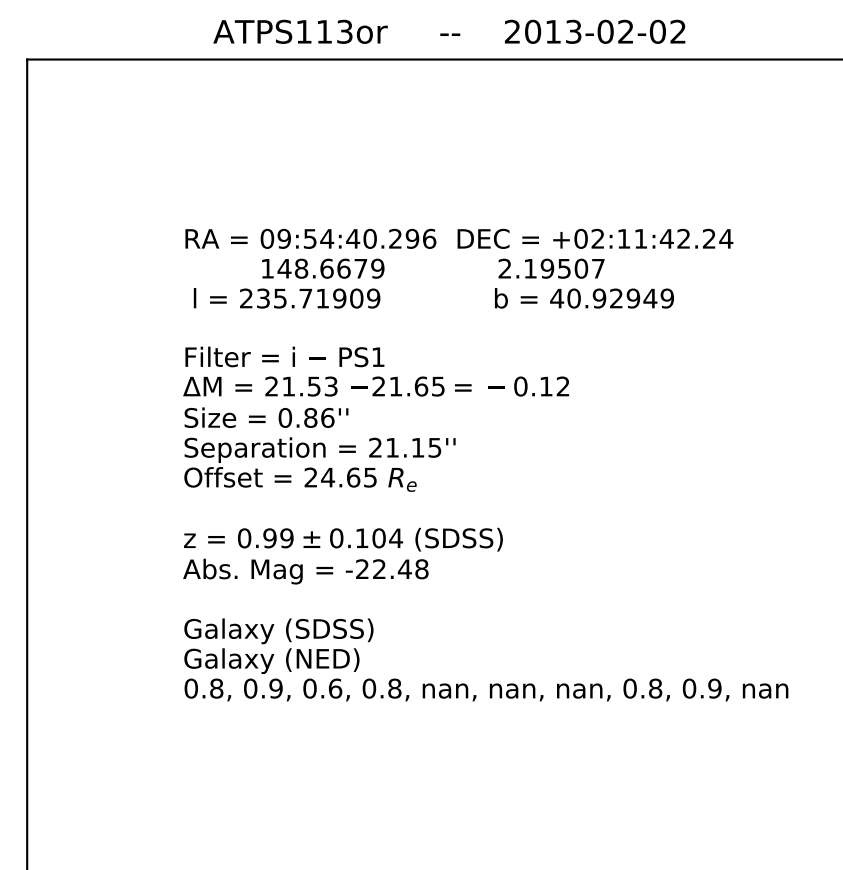 ATPS113or -- 2013-02-02
RA = 09:54:40.296 DEC = +02:11:42.24
148.6679 2.19507
l = 235.71909 b = 40.92949
Filter = i − PS1
ΔM = 21.53 −21.65 = −0.12
Size = 0.86''
Separation = 21.15''
Offset = 24.65 Rₑ
z = 0.99 ± 0.104 (SDSS)
Abs. Mag = -22.48
Galaxy (SDSS)
Galaxy (NED)
0.8, 0.9, 0.6, 0.8, nan, nan, nan, 0.8, 0.9, nan